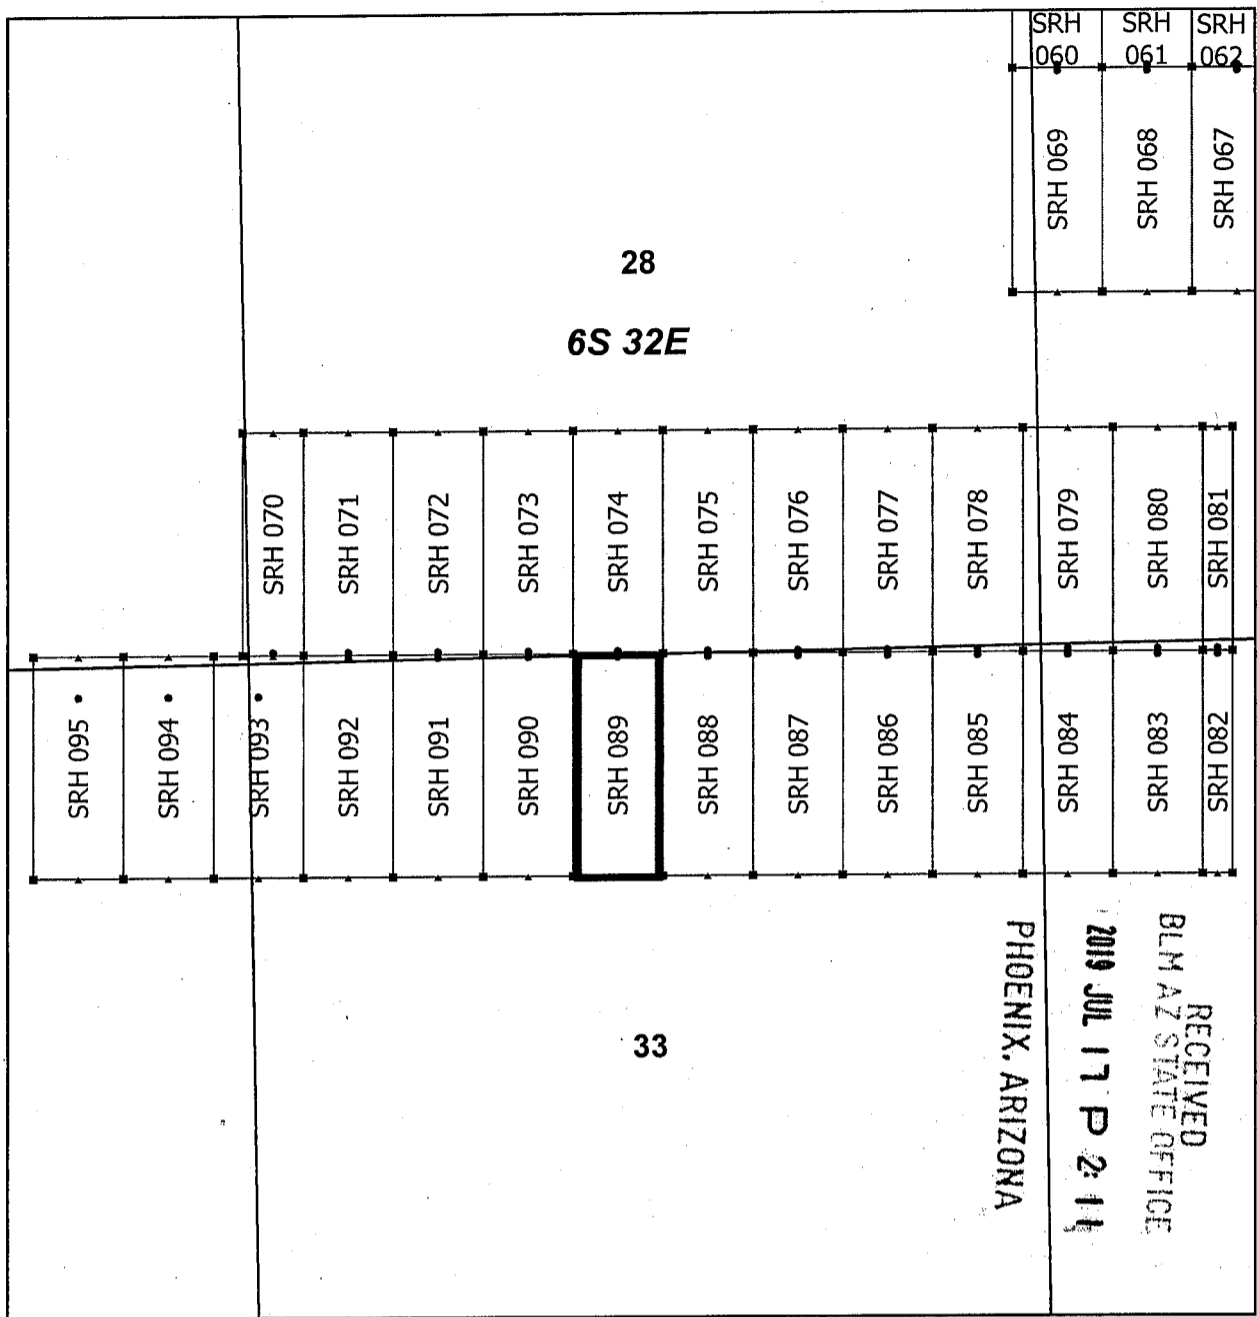 SRH 060
SRH 061
SRH 062
SRH 069
SRH 068
SRH 067
28
6S 32E
SRH 070
SRH 071
SRH 072
SRH 073
SRH 074
SRH 075
SRH 076
SRH 077
SRH 078
SRH 079
SRH 080
SRH 081
SRH 095
SRH 094
SRH 093
SRH 092
SRH 091
SRH 090
SRH 089
SRH 088
SRH 087
SRH 086
SRH 085
SRH 084
SRH 083
SRH 082
33
RECEIVED
BLM AZ STATE OFFICE
2019 JUL 17 P 2:11
PHOENIX, ARIZONA